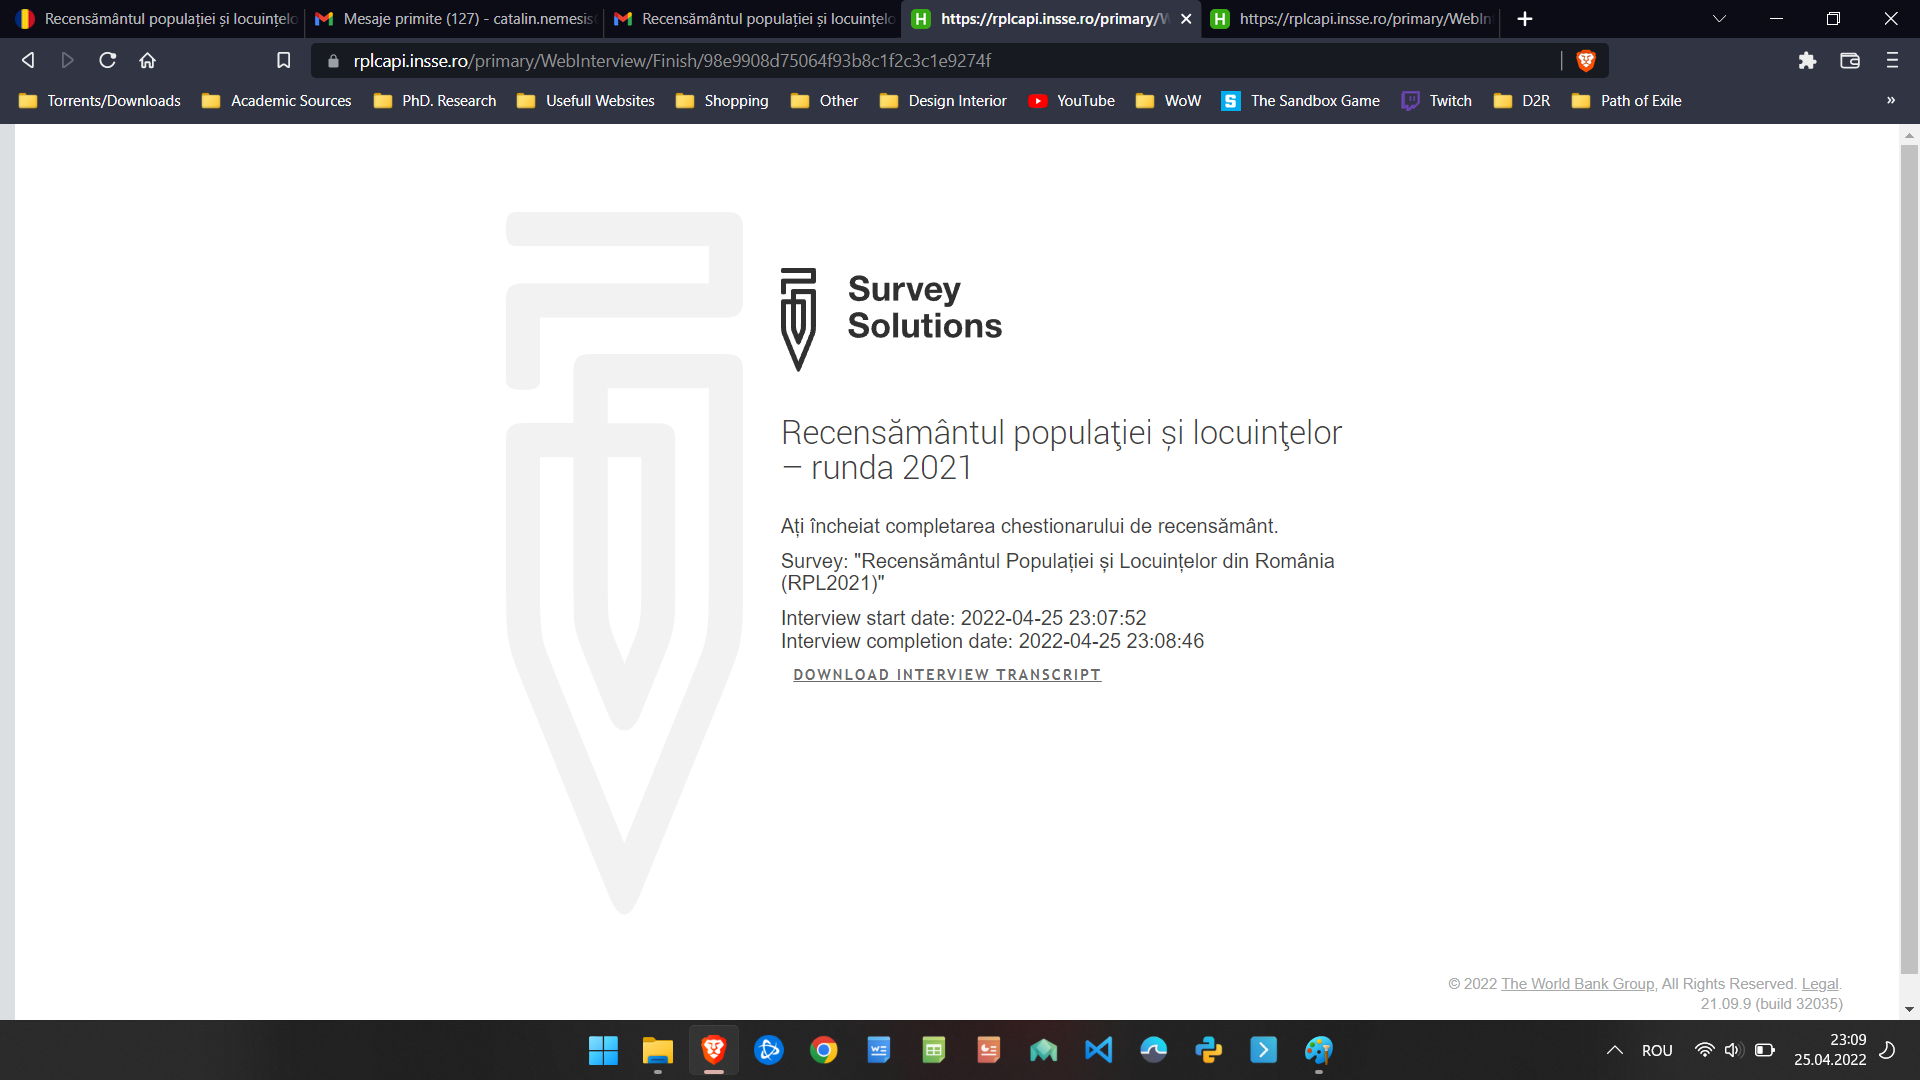 Recensământul populației și locuințelo
Mesaje primite (127) - catalin.nemesis
Recensământul populației și locuințelo
https://rplcapi.insse.ro/primary/W
https://rplcapi.insse.ro/primary/WebIn
rplcapi.insse.ro/primary/WebInterview/Finish/98e9908d75064f93b8c1f2c3c1e9274f
Torrents/Downloads
Academic Sources
PhD. Research
Usefull Websites
Shopping
Other
Design Interior
YouTube
WoW
The Sandbox Game
Twitch
D2R
Path of Exile
Survey
Solutions
Recensământul populaţiei și locuinţelor
– runda 2021
Ați încheiat completarea chestionarului de recensământ.
Survey: "Recensământul Populației și Locuințelor din România
(RPL2021)"
Interview start date: 2022-04-25 23:07:52
Interview completion date: 2022-04-25 23:08:46
DOWNLOAD INTERVIEW TRANSCRIPT
© 2022 The World Bank Group, All Rights Reserved. Legal.
21.09.9 (build 32035)
ROU
23:09
25.04.2022